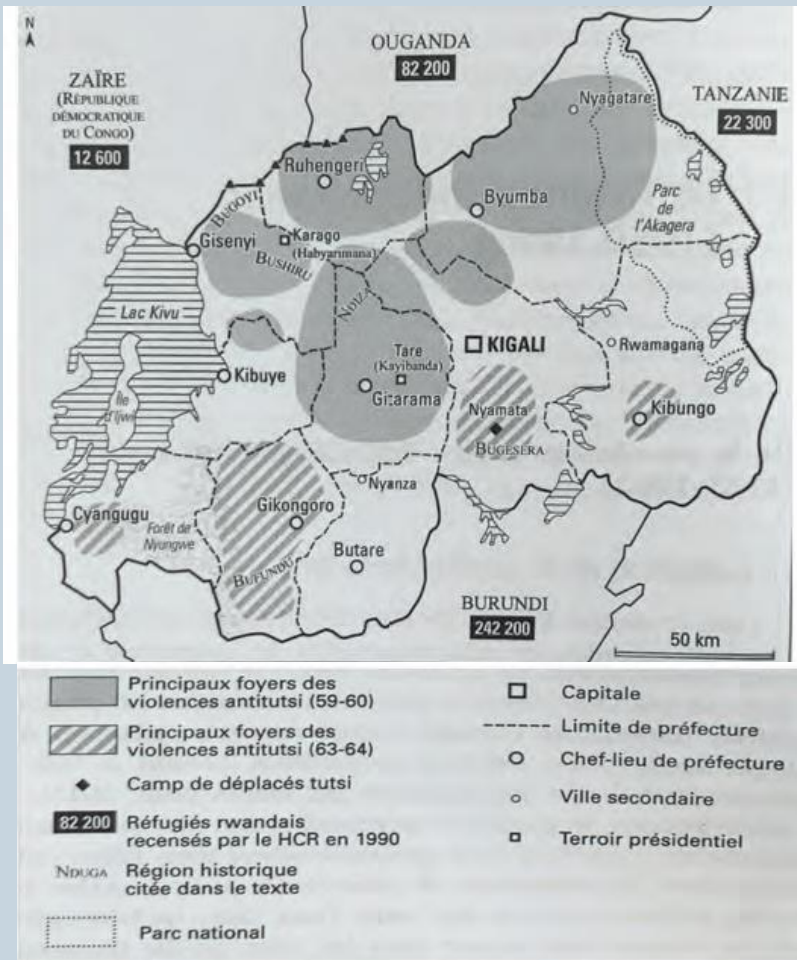 N
OUGANDA
82 200
ZAÏRE
(RÉPUBLIQUE
DÉMOCRATIQUE
DU CONGO)
12 600
TANZANIE
22 300
Nyagatare
Ruhengeri
Byumba
Parc
de
l'Akagera
BUGOYI
Gisenyi
Karago
(Habyarimana)
BUSHIRU
NDIZA
Lac Kivu
Île
d'Ijwi
KIGALI
Rwamagana
Tare
(Kayibanda)
Kibuye
Gitarama
Nyamata
BUGESERA
Kibungo
Nyanza
Cyangugu
Forêt de
Nyungwe
Gikongoro
BUFUNDU
Butare
BURUNDI
242 200
50 km
Principaux foyers des
violences antitutsi (59-60)
Principaux foyers des
violences antitutsi (63-64)
Camp de déplacés tutsi
82 200 Réfugiés rwandais
recensés par le HCR en 1990
NDUGA Région historique
citée dans le texte
Parc national
Capitale
Limite de préfecture
Chef-lieu de préfecture
Ville secondaire
Terroir présidentiel